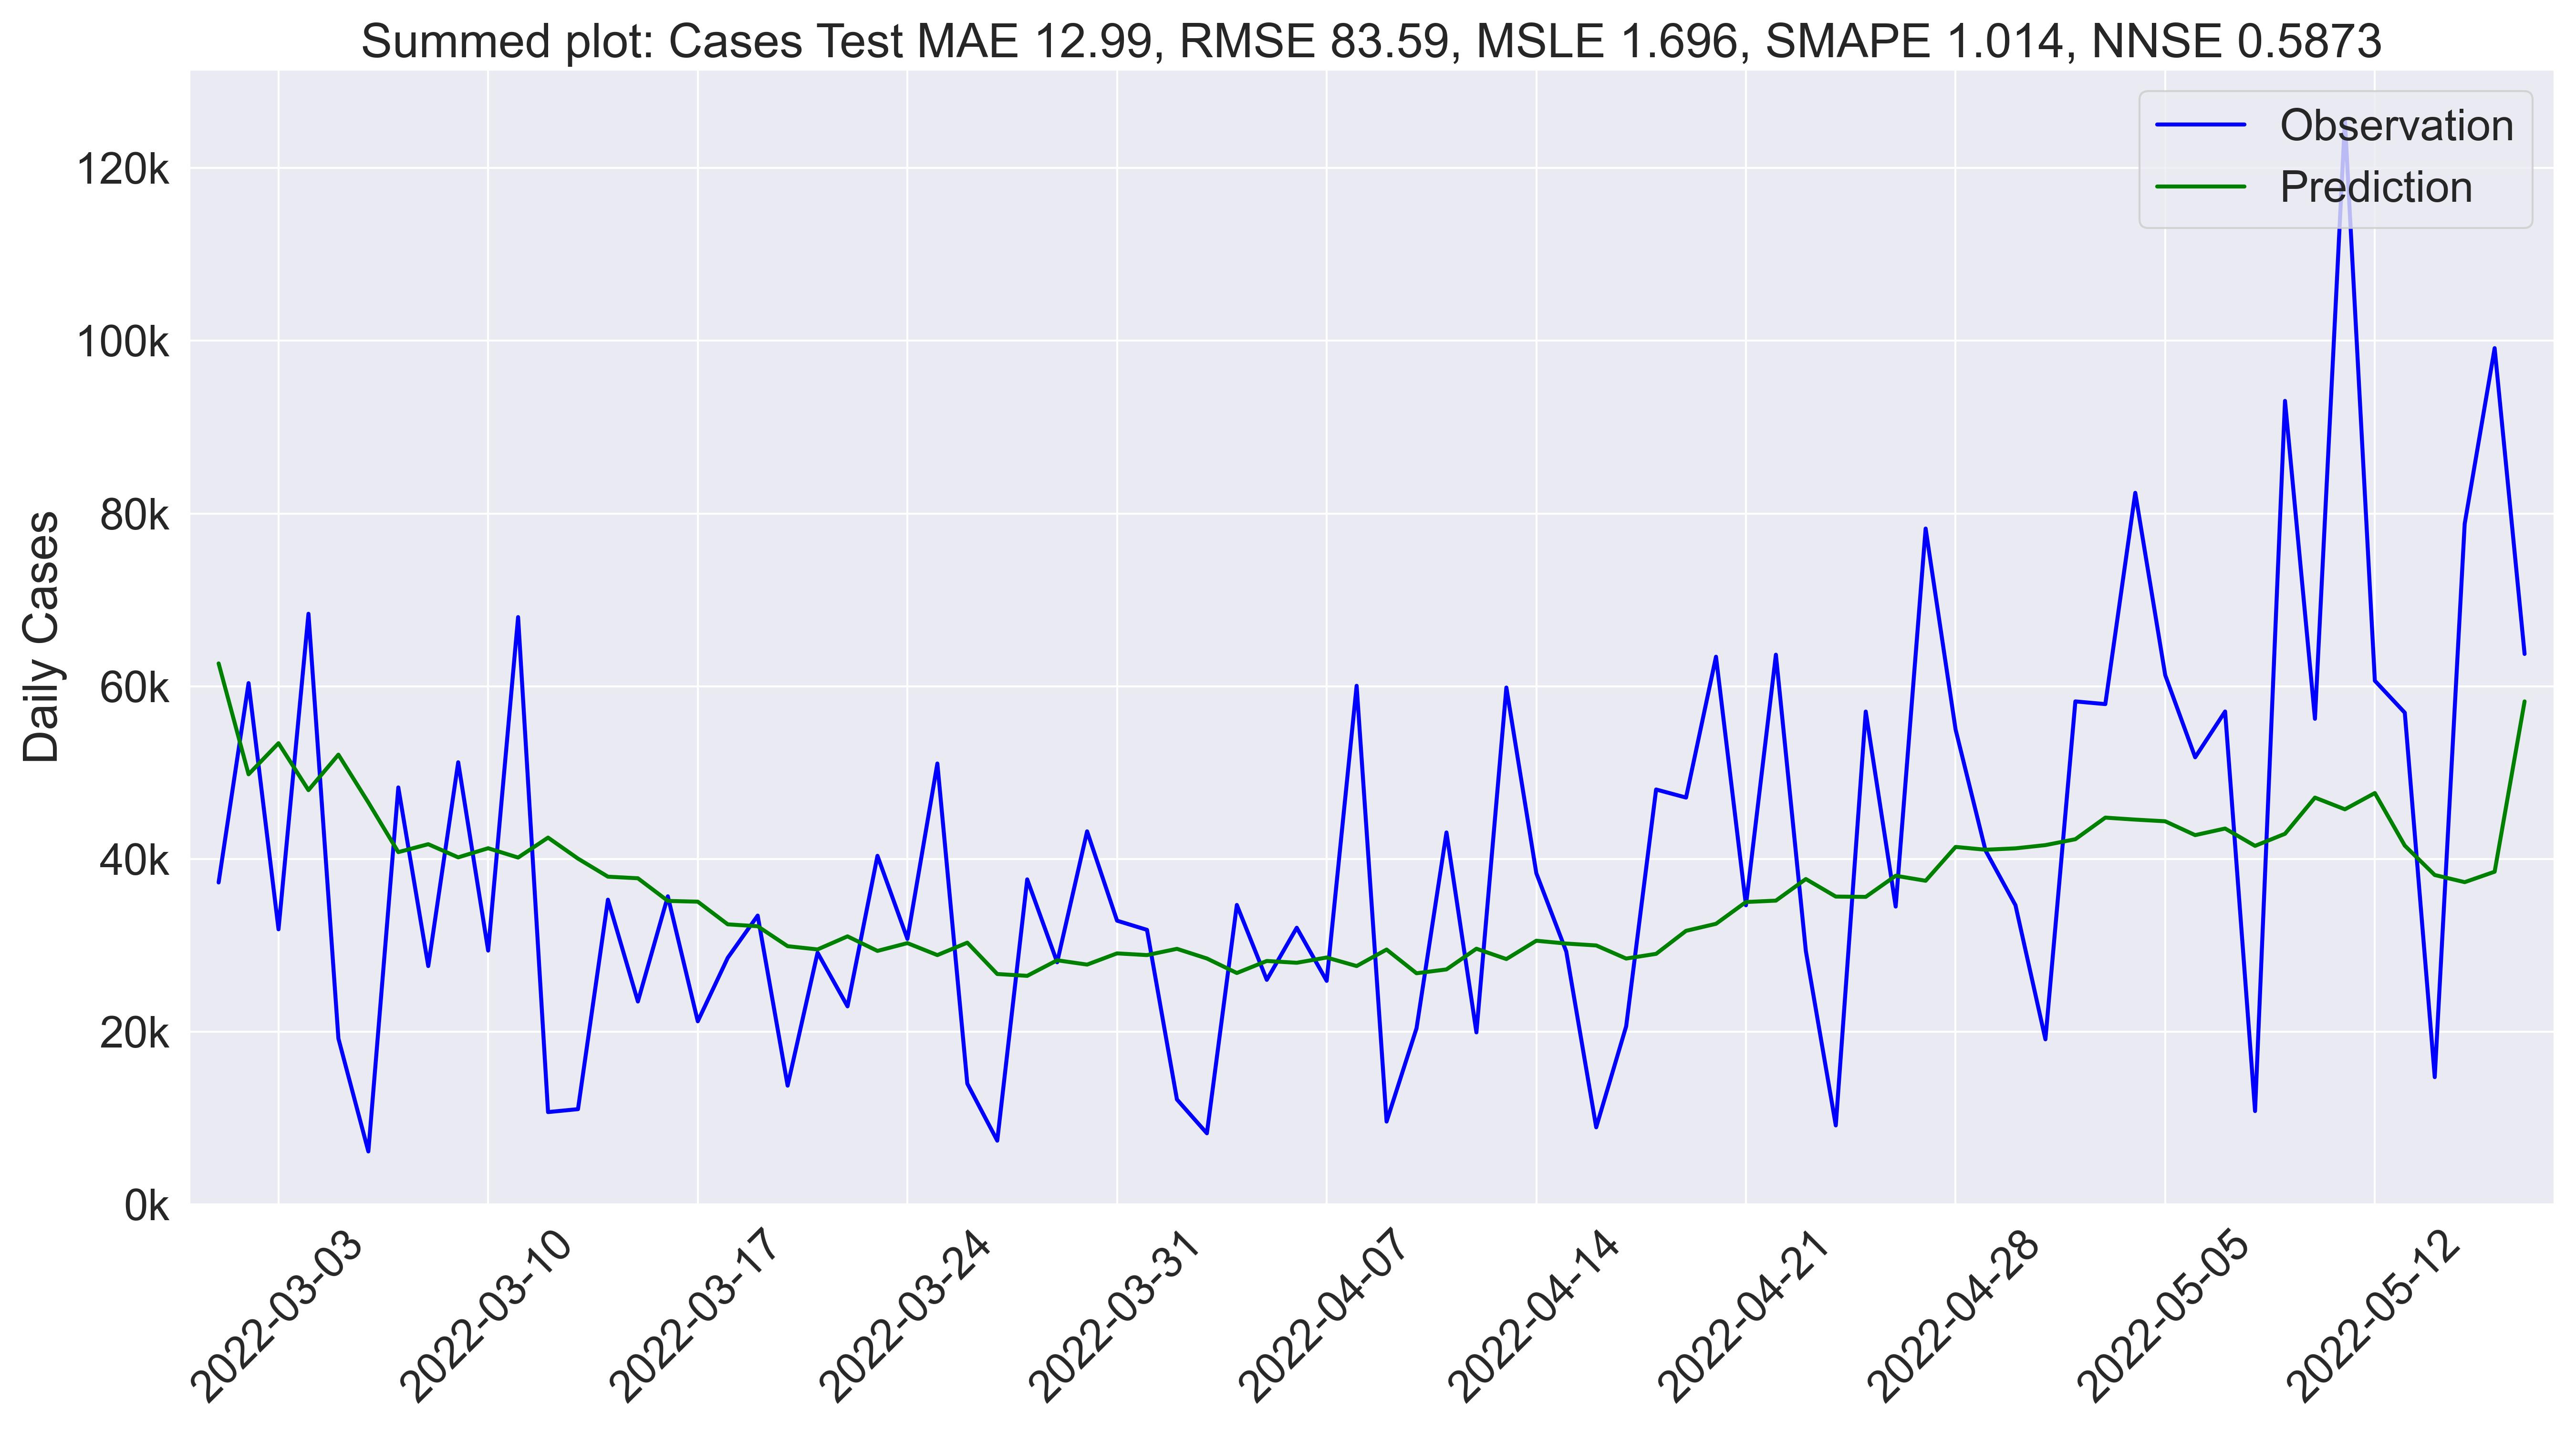 Summed plot: Cases Test MAE 12.99, RMSE 83.59, MSLE 1.696, SMAPE 1.014, NNSE 0.5873
Observation
Prediction
Daily Cases
120k
100k
80k
60k
40k
20k
0k
2022-03-03
2022-03-10
2022-03-17
2022-03-24
2022-03-31
2022-04-07
2022-04-14
2022-04-21
2022-04-28
2022-05-05
2022-05-12